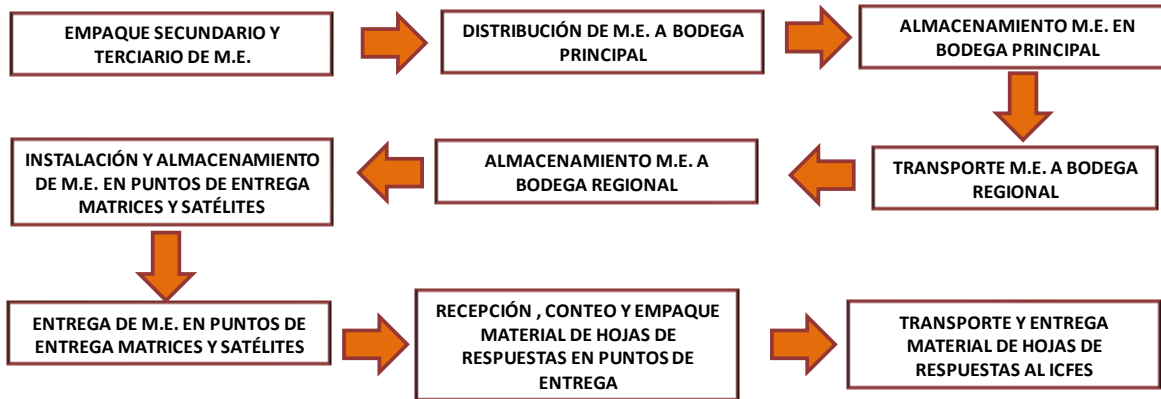 EMPAQUE SECUNDARIO Y
TERCIARIO DE M.E.
DISTRIBUCIÓN DE M.E. A BODEGA
PRINCIPAL
ALMACENAMIENTO M.E. EN
BODEGA PRINCIPAL
TRANSPORTE M.E. A BODEGA
REGIONAL
ALMACENAMIENTO M.E. A
BODEGA REGIONAL
INSTALACIÓN Y ALMACENAMIENTO
DE M.E. EN PUNTOS DE ENTREGA
MATRICES Y SATÉLITES
ENTREGA DE M.E. EN PUNTOS DE
ENTREGA MATRICES Y SATÉLITES
RECEPCIÓN , CONTEO Y EMPAQUE
MATERIAL DE HOJAS DE
RESPUESTAS EN PUNTOS DE
ENTREGA
TRANSPORTE Y ENTREGA
MATERIAL DE HOJAS DE
RESPUESTAS AL ICFES